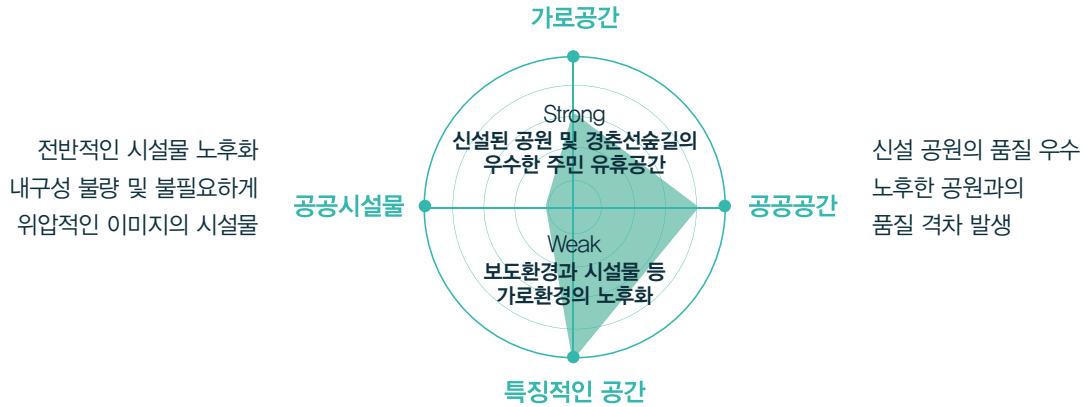 가로공간
전반적인 시설물 노후화
내구성 불량 및 불필요하게
위압적인 이미지의 시설물
공공시설물
Strong
신설된 공원 및 경춘선숲길의
우수한 주민 유휴공간
Weak
보도환경과 시설물 등
가로환경의 노후화
공공공간
신설 공원의 품질 우수
노후한 공원과의
품질 격차 발생
특징적인 공간